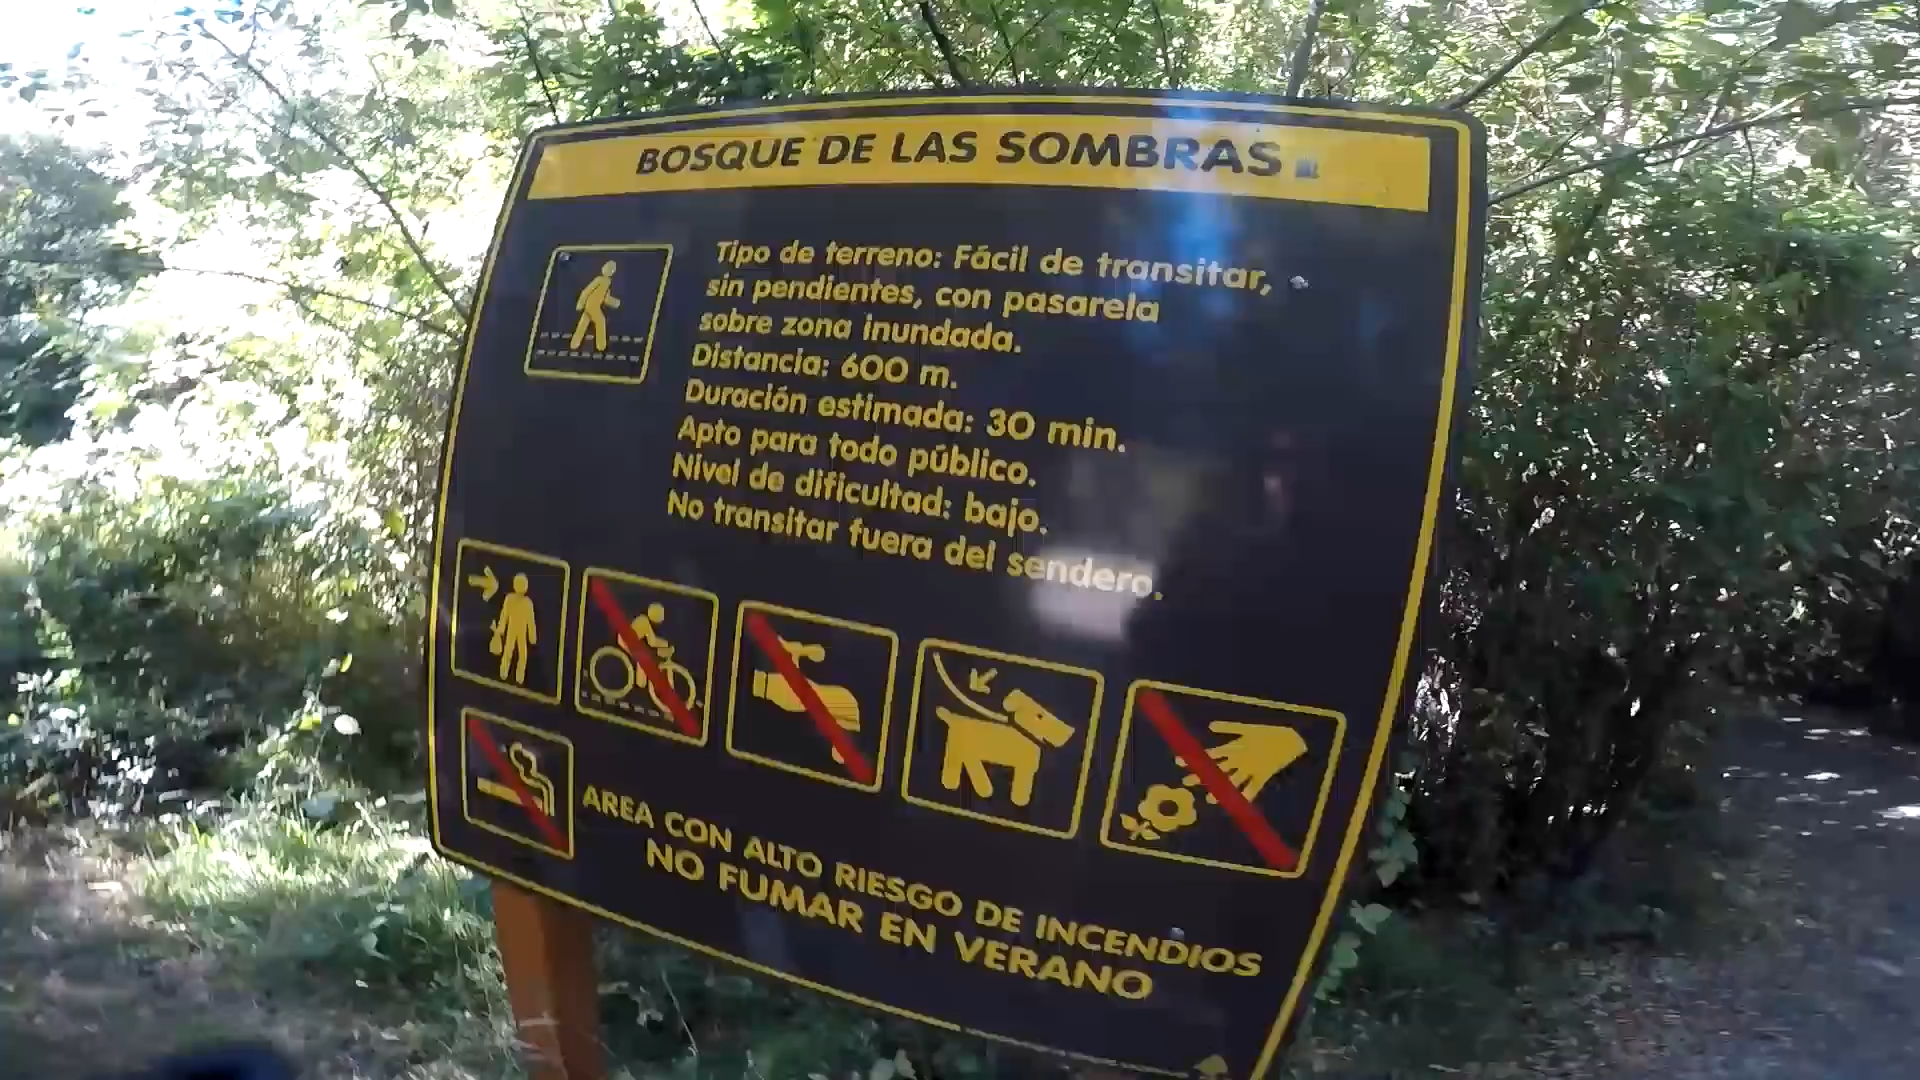 BOSQUE DE LAS SOMBRAS
Tipo de terreno: Fácil de transitar,
sin pendientes, con pasarela
sobre zona inundada.
Distancia: 600 m.
Duración estimada: 30 min.
Apto para todo público.
Nivel de dificultad: bajo.
No transitar fuera del sendero.
AREA CON ALTO RIESGO DE INCENDIOS
NO FUMAR EN VERANO